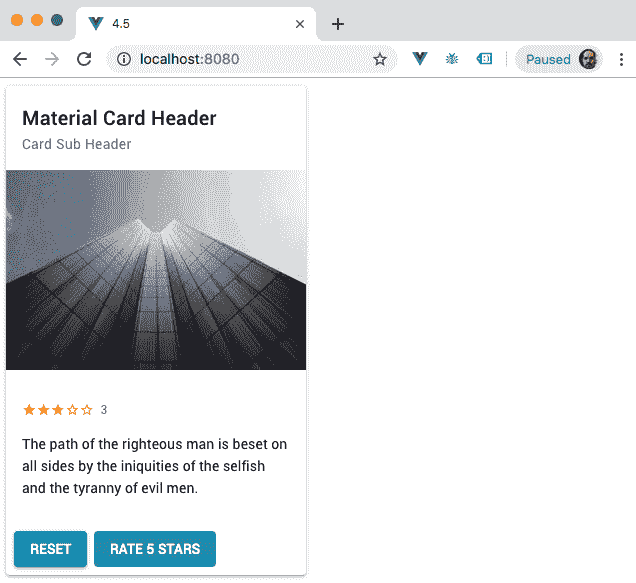 4.5
localhost:8080
Paused
Material Card Header
Card Sub Header
3
The path of the righteous man is beset on
all sides by the iniquities of the selfish
and the tyranny of evil men.
RESET RATE 5 STARS